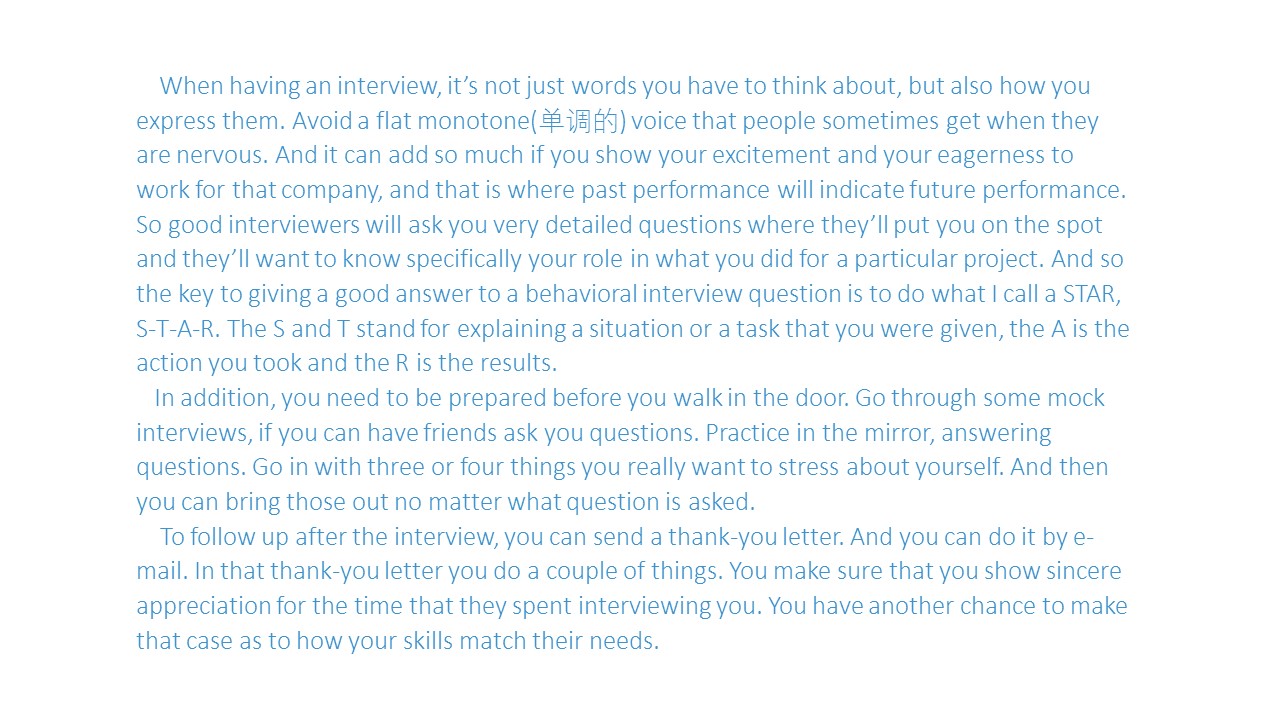 When having an interview, it’s not just words you have to think about, but also how you
express them. Avoid a flat monotone(单调的) voice that people sometimes get when they
are nervous. And it can add so much if you show your excitement and your eagerness to
work for that company, and that is where past performance will indicate future performance.
So good interviewers will ask you very detailed questions where they’ll put you on the spot
and they’ll want to know specifically your role in what you did for a particular project. And so
the key to giving a good answer to a behavioral interview question is to do what I call a STAR,
S-T-A-R. The S and T stand for explaining a situation or a task that you were given, the A is the
action you took and the R is the results.
In addition, you need to be prepared before you walk in the door. Go through some mock
interviews, if you can have friends ask you questions. Practice in the mirror, answering
questions. Go in with three or four things you really want to stress about yourself. And then
you can bring those out no matter what question is asked.
To follow up after the interview, you can send a thank-you letter. And you can do it by e-
mail. In that thank-you letter you do a couple of things. You make sure that you show sincere
appreciation for the time that they spent interviewing you. You have another chance to make
that case as to how your skills match their needs.